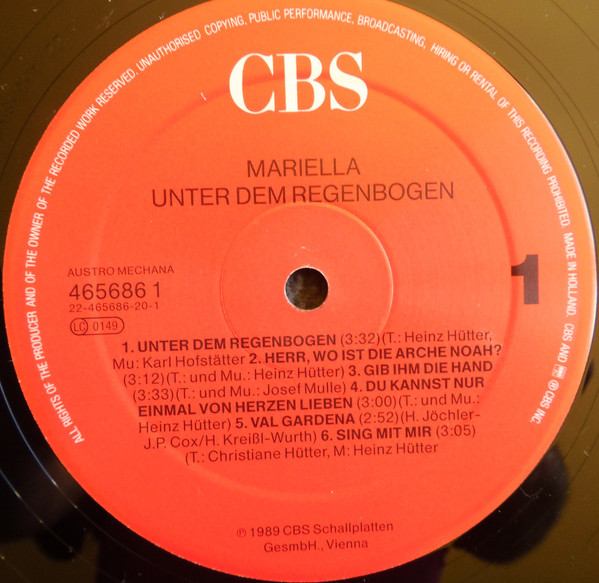 ALL RIGHTS OF THE PRODUCER AND OF THE OWNER OF THE RECORDED WORK RESERVED. UNAUTHORISED COPYING, PUBLIC PERFORMANCE, BROADCASTING, HIRING OR RENTAL OF THIS RECORDING PROHIBITED. MADE IN HOLLAND. CBS AND ® CBS INC.
CBS
MARIELLA
UNTER DEM REGENBOGEN
AUSTRO MECHANA
465686 1
22-465686-20-1
LC 0149
1
1. UNTER DEM REGENBOGEN (3:32)(T.: Heinz Hütter,
Mu: Karl Hofstätter 2. HERR, WO IST DIE ARCHE NOAH?
(3:12)(T.: und Mu.: Heinz Hütter) 3. GIB IHM DIE HAND
(3:33)(T.: und Mu.: Josef Mulle) 4. DU KANNST NUR
EINMAL VON HERZEN LIEBEN (3:00)(T.: und Mu.:
Heinz Hütter) 5. VAL GARDENA (2:52)(H. Jöchler-
J.P. Cox/H. Kreißl-Wurth) 6. SING MIT MIR (3:05)
(T.: Christiane Hütter, M: Heinz Hütter
℗ 1989 CBS Schallplatten
GesmbH., Vienna